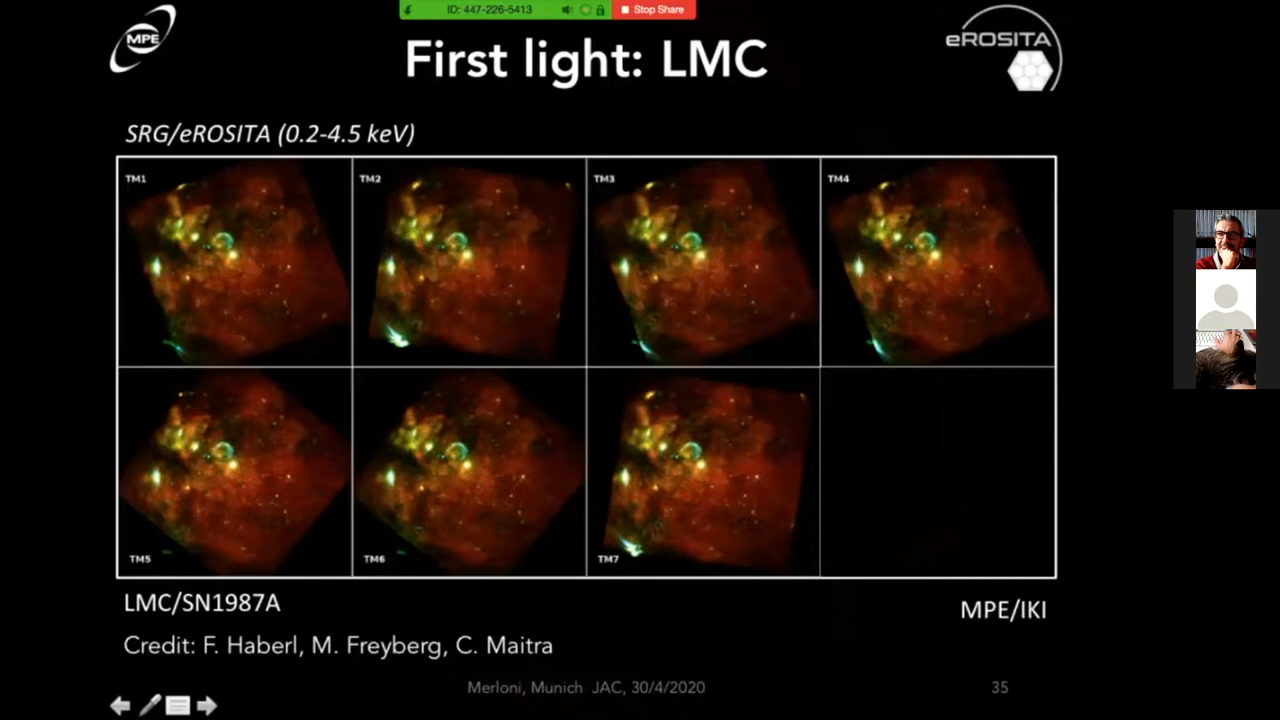 ID: 447-226-5413
Stop Share
MPE
First light: LMC
eROSITA
SRG/eROSITA (0.2-4.5 keV)
TM1
TM2
TM3
TM4
TM5
TM6
TM7
LMC/SN1987A
MPE/IKI
Credit: F. Haberl, M. Freyberg, C. Maitra
Merloni, Munich JAC, 30/4/2020
35